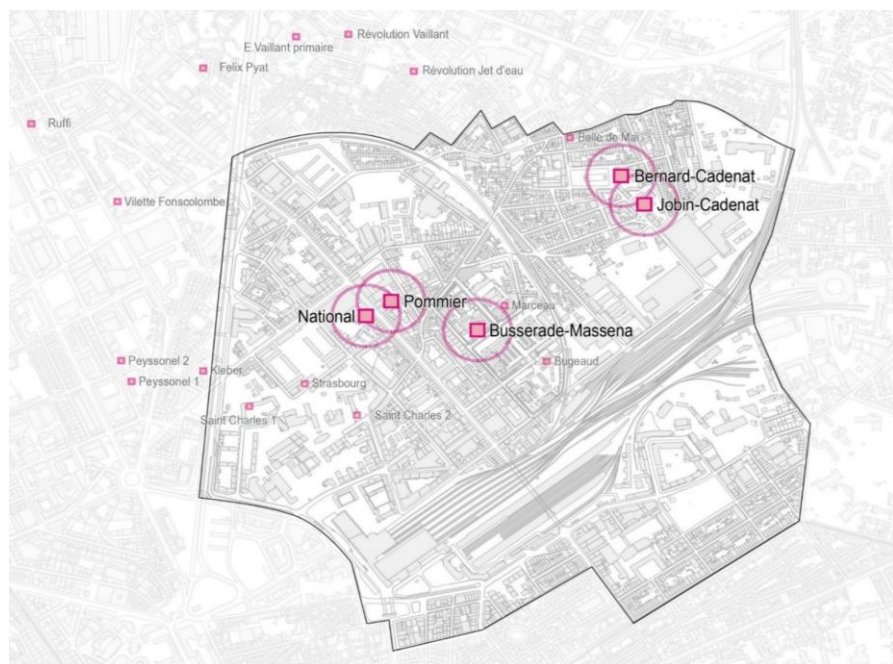 Révolution Vaillant
E.Vaillant primaire
Felix Pyat
Révolution Jet d'eau
Ruffi
Belle de Mai
Bernard-Cadenat
Vilette Fonscolombe
Jobin-Cadenat
Pommier
Marceau
National
Busserade-Massena
Peyssonel 2
Bugeaud
Kleber
Peyssonel 1
Strasbourg
Saint Charles 1
Saint Charles 2